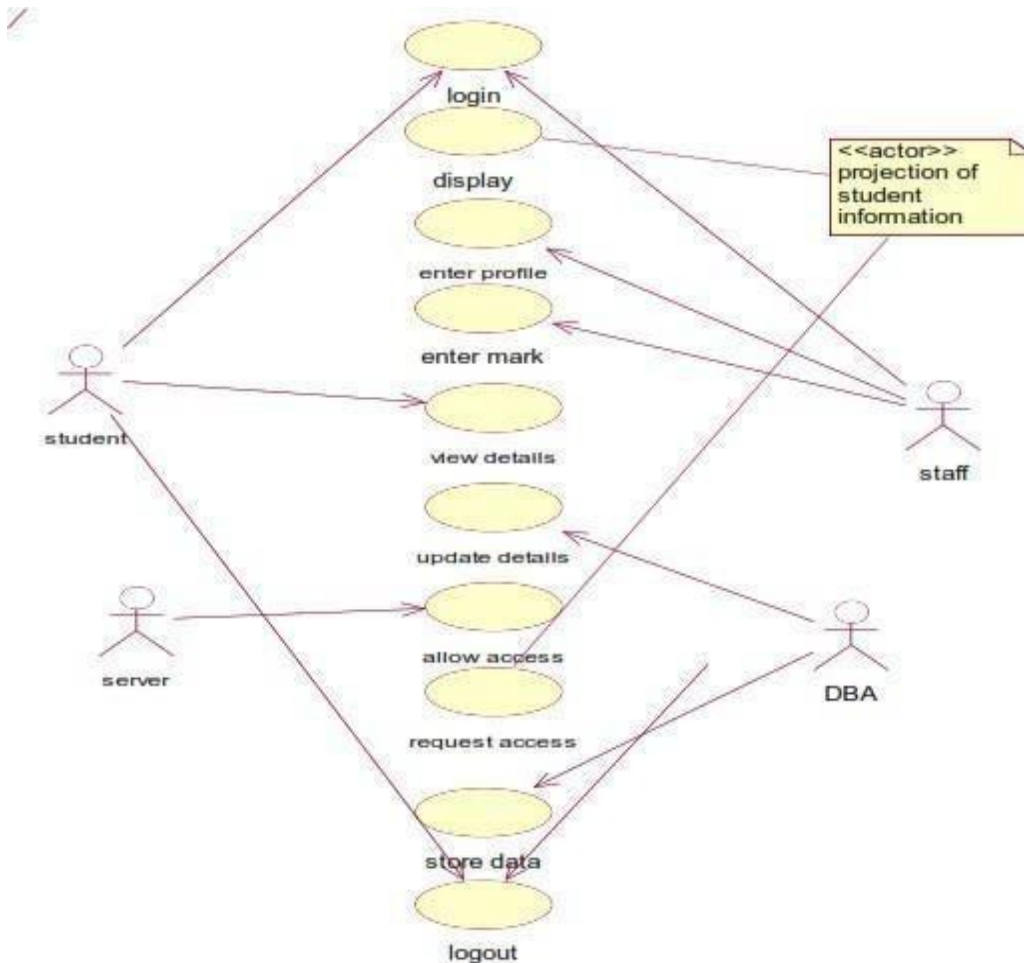 login
display
<<actor>>
projection of
student
information
enter profile
enter mark
student
view details
staff
update details
server
allow access
DBA
request access
store data
logout